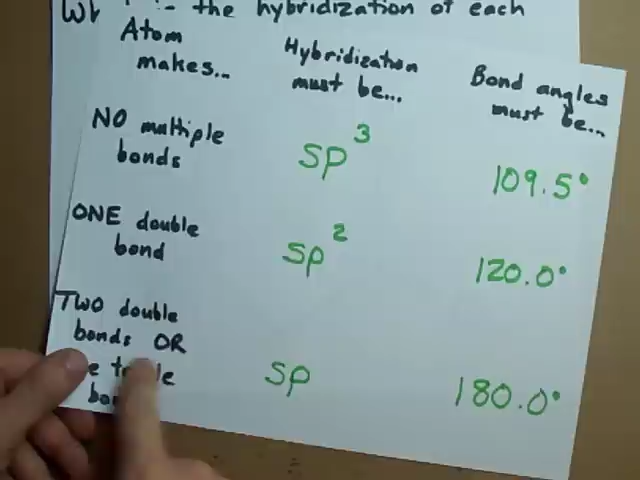 the hybridization of each
Atom
makes...
Hybridization
must be...
Bond angles
must be...
NO multiple
bonds
sp3
109.5°
ONE double
bond
sp2
120.0°
TWO double
bonds OR
sp
180.0°